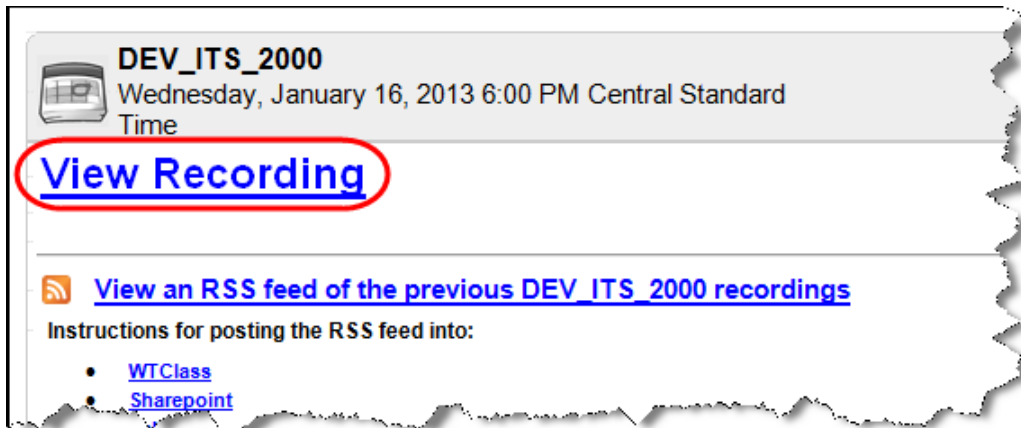 DEV_ITS_2000
Wednesday, January 16, 2013 6:00 PM Central Standard
Time
View Recording
View an RSS feed of the previous DEV_ITS_2000 recordings
Instructions for posting the RSS feed into:
WTClass
Sharepoint